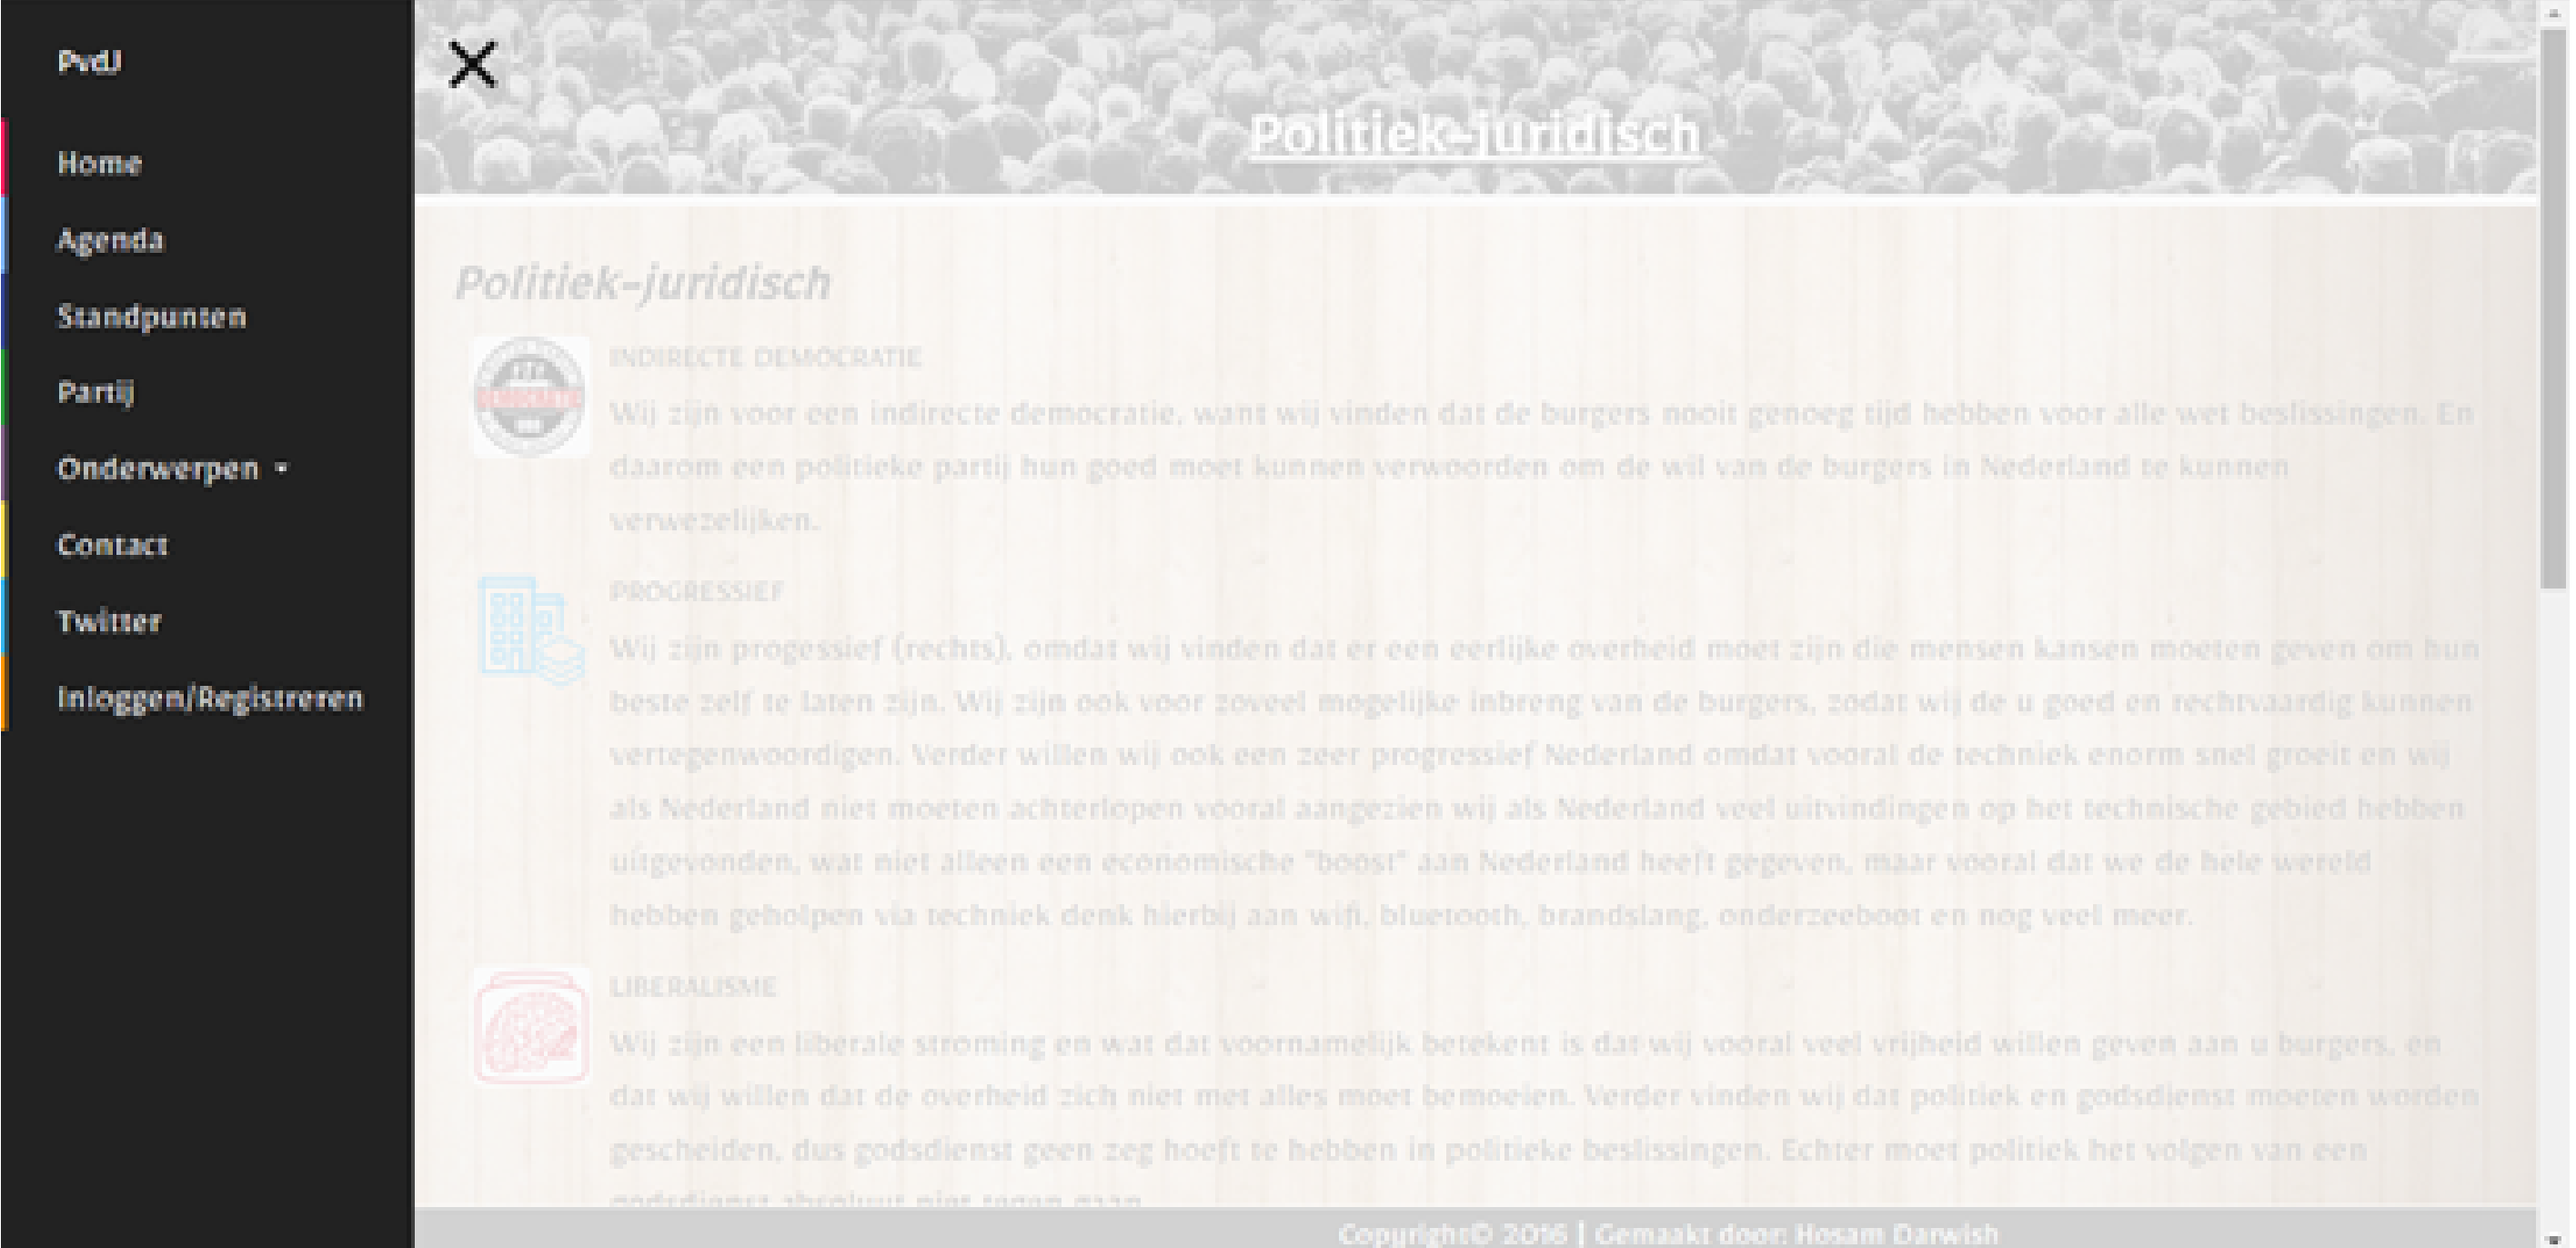 PvdJ
Home
Agenda
Standpunten
Partij
Onderwerpen
Contact
Twitter
Inloggen/Registreren
Politiek-juridisch
Politiek-juridisch
DEMOCRATIE
INDIRECTE DEMOCRATIE
Wij zijn voor een indirecte democratie, want wij vinden dat de burgers nooit genoeg tijd hebben voor alle wet beslissingen. En
daarom een politieke partij hun goed moet kunnen verwoorden om de wil van de burgers in Nederland te kunnen
verwezelijken.
PROGRESSIEF
Wij zijn progessief (rechts), omdat wij vinden dat er een eerlijke overheid moet zijn die mensen kansen moeten geven om hun
beste zelf te laten zijn. Wij zijn ook voor zoveel mogelijke inbreng van de burgers, zodat wij de u goed en rechtvaardig kunnen
vertegenwoordigen. Verder willen wij ook een zeer progressief Nederland omdat vooral de techniek enorm snel groeit en wij
als Nederland niet moeten achterlopen vooral aangezien wij als Nederland veel uitvindingen op het technische gebied hebben
uitgevonden, wat niet alleen een economische "boost" aan Nederland heeft gegeven, maar vooral dat we de hele wereld
hebben geholpen via techniek denk hierbij aan wifi, bluetooth, brandslang, onderzeeboot en nog veel meer.
LIBERALISME
Wij zijn een liberale stroming en wat dat voornamelijk betekent is dat wij vooral veel vrijheid willen geven aan u burgers, en
dat wij willen dat de overheid zich niet met alles moet bemoeien. Verder vinden wij dat politiek en godsdienst moeten worden
gescheiden, dus godsdienst geen zeg hoeft te hebben in politieke beslissingen. Echter moet politiek het volgen van een
godsdienst absoluut niet tegen gaan
Copyright© 2016 | Gemaakt door: Hosam Darwish